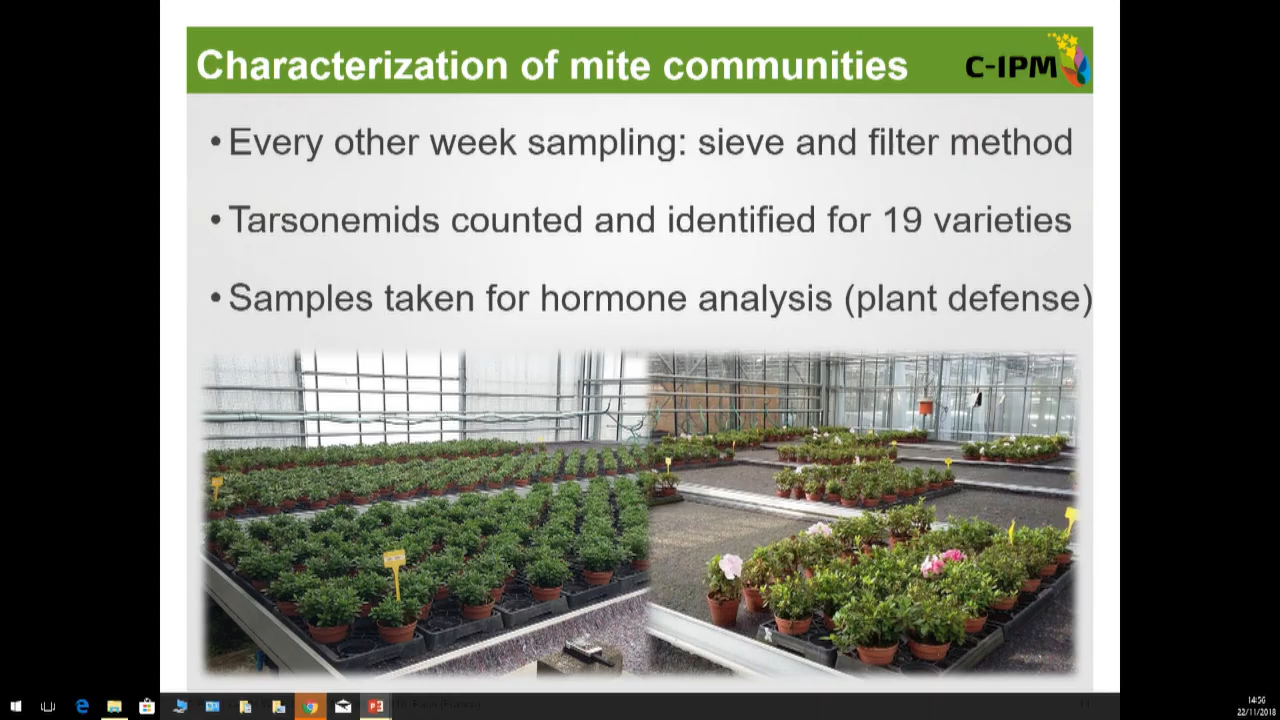 Characterization of mite communities
C-IPM
• Every other week sampling: sieve and filter method
• Tarsonemids counted and identified for 19 varieties
• Samples taken for hormone analysis (plant defense)
14:56
22/11/2018